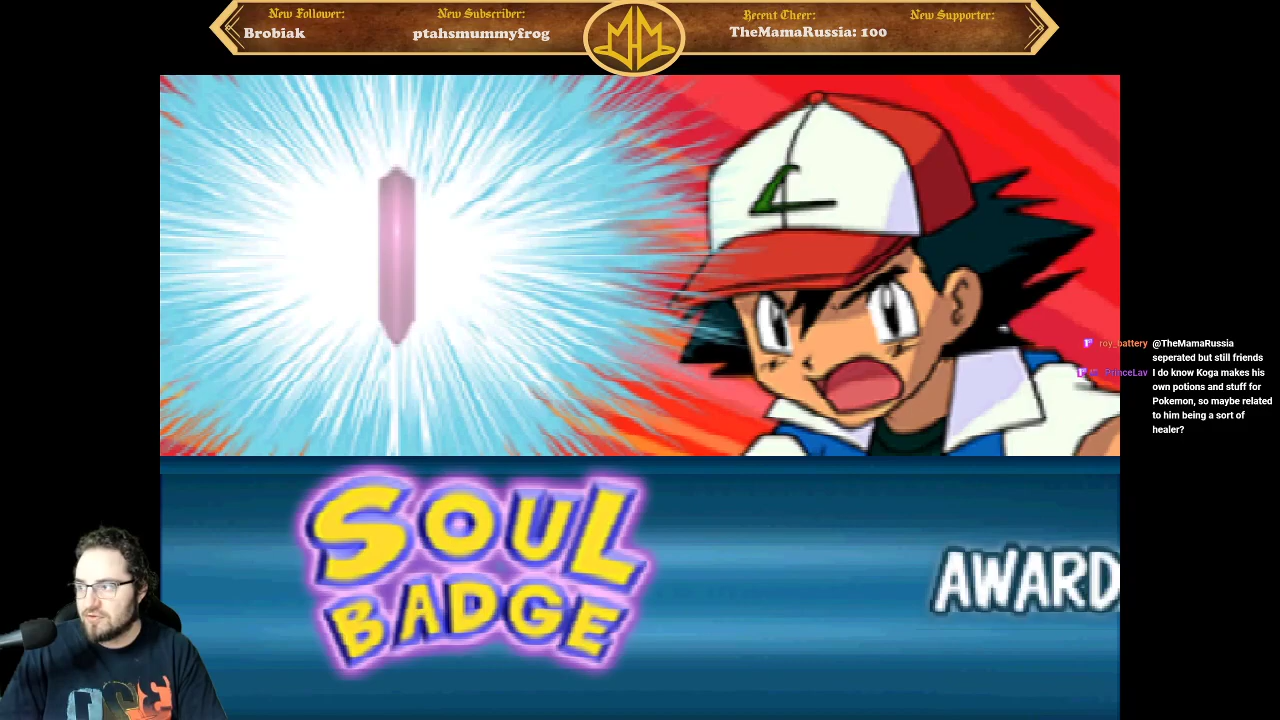 New Follower:
Brobiak
New Subscriber:
ptahsmummyfrog
Recent Cheer:
TheMamaRussia: 100
New Supporter:
roy_battery @TheMamaRussia
seperated but still friends
PrinceLav I do know Koga makes his
own potions and stuff for
Pokemon, so maybe related
to him being a sort of
healer?
SOUL
BADGE
AWARD